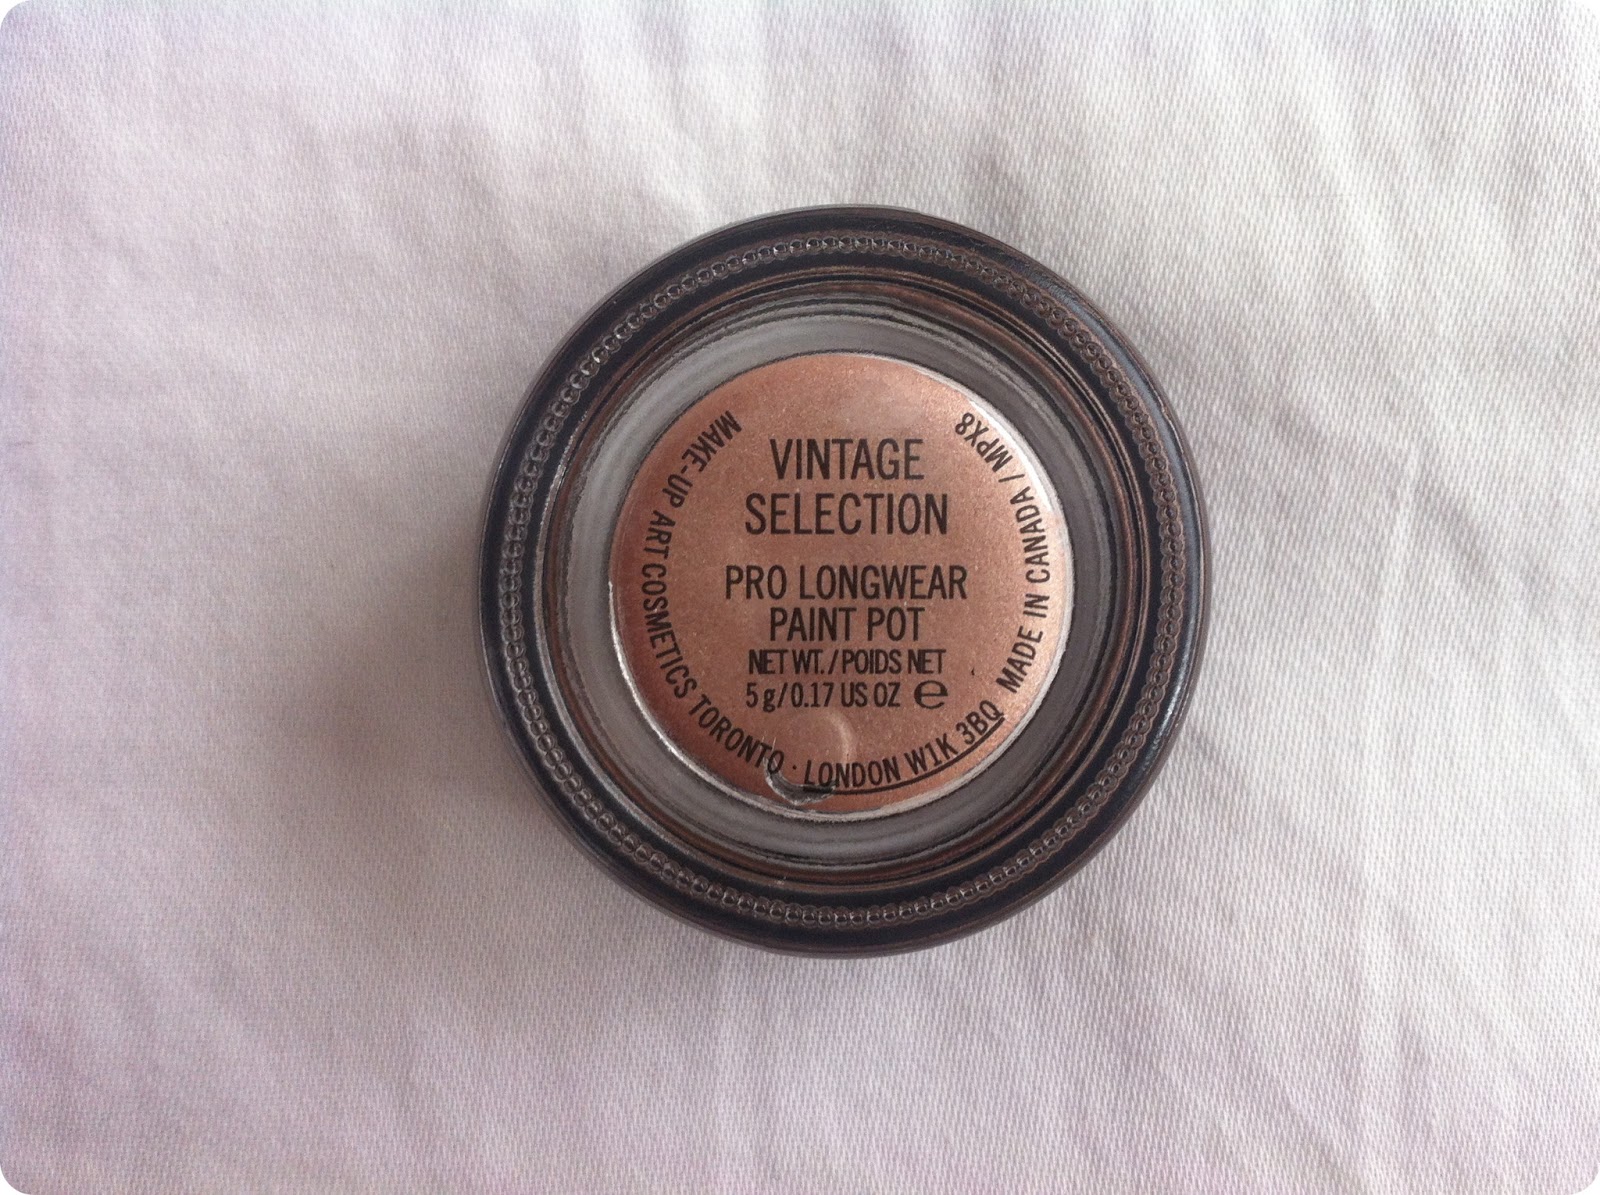 VINTAGE
SELECTION
PRO LONGWEAR
PAINT POT
NET WT./POIDS NET
5 g/0.17 US OZ e
MAKE-UP ART COSMETICS TORONTO · LONDON W1K 3BQ MADE IN CANADA / MPX8